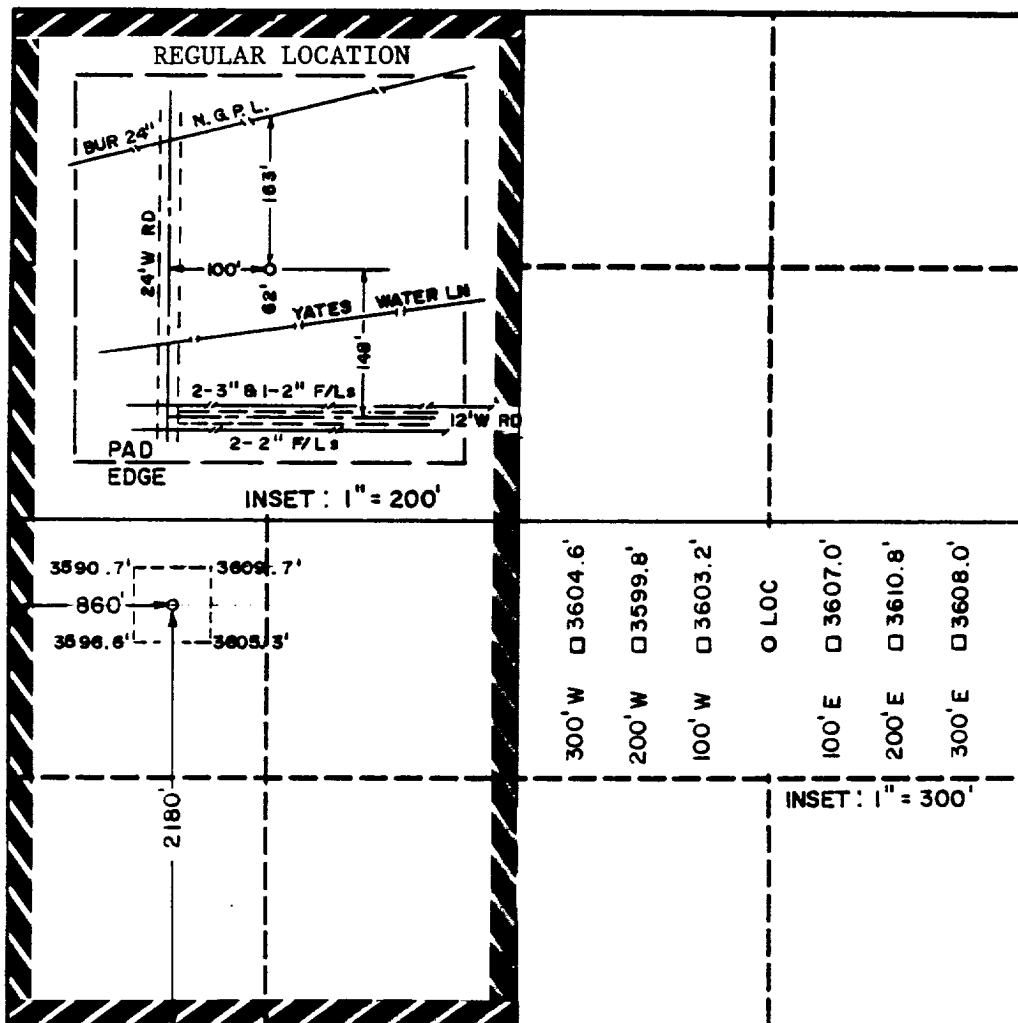 REGULAR LOCATION
BUR 24" N.G.P.L.
163'
24'W RD
100'
62'
YATES WATER LN
148'
2-3" & 1-2" F/Ls
12'W RD
2-2" F/Ls
PAD
EDGE
INSET: 1" = 200'
3590.7'
3609.7'
860'
3596.6'
3605.3'
2180'
300' W □ 3604.6'
200' W □ 3599.8'
100' W □ 3603.2'
O LOC
100' E □ 3607.0'
200' E □ 3610.8'
300' E □ 3608.0'
INSET: 1" = 300'